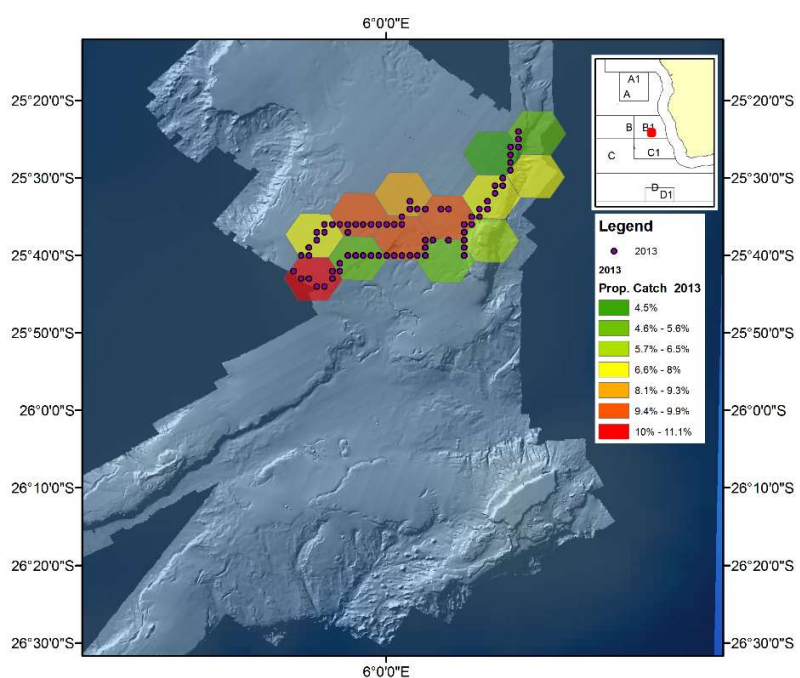 6°0'0"E
25°20'0"S
25°30'0"S
25°40'0"S
25°50'0"S
26°0'0"S
26°10'0"S
26°20'0"S
26°30'0"S
25°20'0"S
25°30'0"S
25°40'0"S
25°50'0"S
26°0'0"S
26°10'0"S
26°20'0"S
26°30'0"S
A1
A
B
B1
C
C1
D
D1
Legend
2013
2013
Prop. Catch 2013
4.5%
4.6% - 5.6%
5.7% - 6.5%
6.6% - 8%
8.1% - 9.3%
9.4% - 9.9%
10% - 11.1%
6°0'0"E